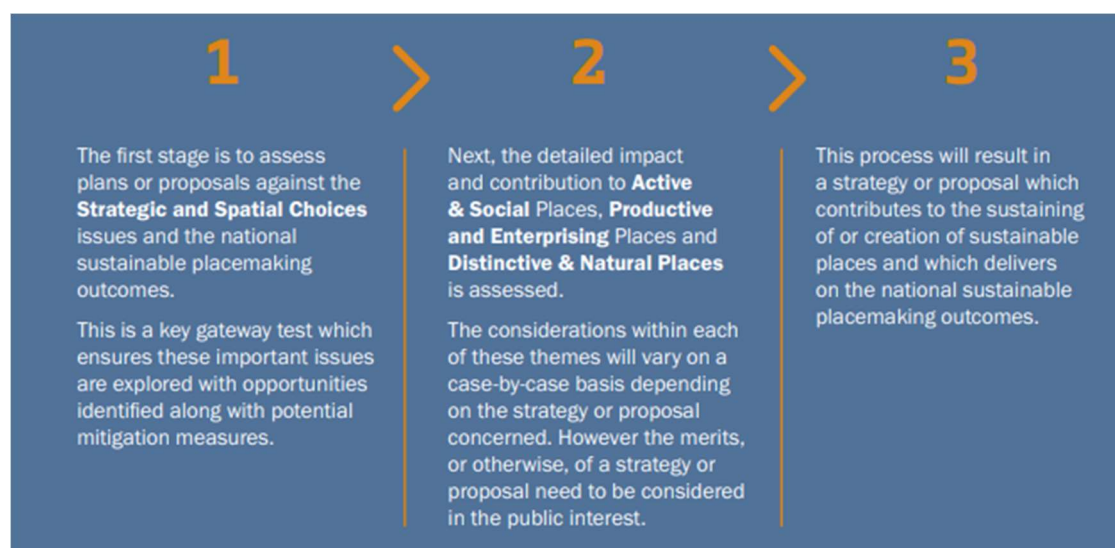 1
The first stage is to assess
plans or proposals against the
Strategic and Spatial Choices
issues and the national
sustainable placemaking
outcomes.
This is a key gateway test which
ensures these important issues
are explored with opportunities
identified along with potential
mitigation measures.
2
Next, the detailed impact
and contribution to Active
& Social Places, Productive
and Enterprising Places and
Distinctive & Natural Places
is assessed.
The considerations within each
of these themes will vary on a
case-by-case basis depending
on the strategy or proposal
concerned. However the merits,
or otherwise, of a strategy or
proposal need to be considered
in the public interest.
3
This process will result in
a strategy or proposal which
contributes to the sustaining
of or creation of sustainable
places and which delivers
on the national sustainable
placemaking outcomes.